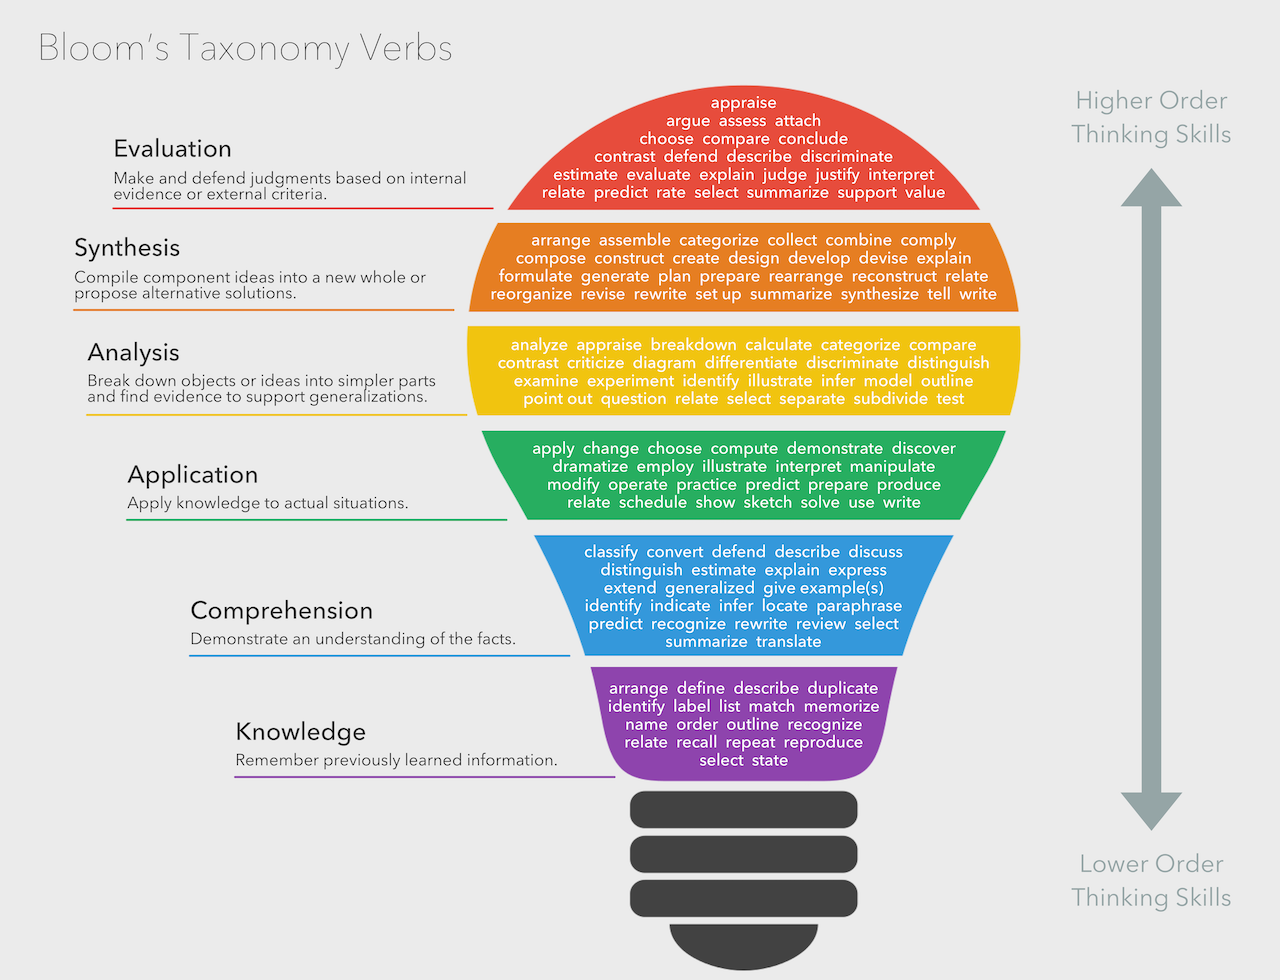 Bloom's Taxonomy Verbs
Evaluation
Make and defend judgments based on internal
evidence or external criteria.
appraise
argue assess attach
choose compare conclude
contrast defend describe discriminate
estimate evaluate explain judge justify interpret
relate predict rate select summarize support value
Synthesis
Compile component ideas into a new whole or
propose alternative solutions.
arrange assemble categorize collect combine comply
compose construct create design develop devise explain
formulate generate plan prepare rearrange reconstruct relate
reorganize revise rewrite set up summarize synthesize tell write
Analysis
Break down objects or ideas into simpler parts
and find evidence to support generalizations.
analyze appraise breakdown calculate categorize compare
contrast criticize diagram differentiate discriminate distinguish
examine experiment identify illustrate infer model outline
point out question relate select separate subdivide test
Application
Apply knowledge to actual situations.
apply change choose compute demonstrate discover
dramatize employ illustrate interpret manipulate
modify operate practice predict prepare produce
relate schedule show sketch solve use write
Comprehension
Demonstrate an understanding of the facts.
classify convert defend describe discuss
distinguish estimate explain express
extend generalized give example(s)
identify indicate infer locate paraphrase
predict recognize rewrite review select
summarize translate
Knowledge
Remember previously learned information.
arrange define describe duplicate
identify label list match memorize
name order outline recognize
relate recall repeat reproduce
select state
Higher Order
Thinking Skills
Lower Order
Thinking Skills